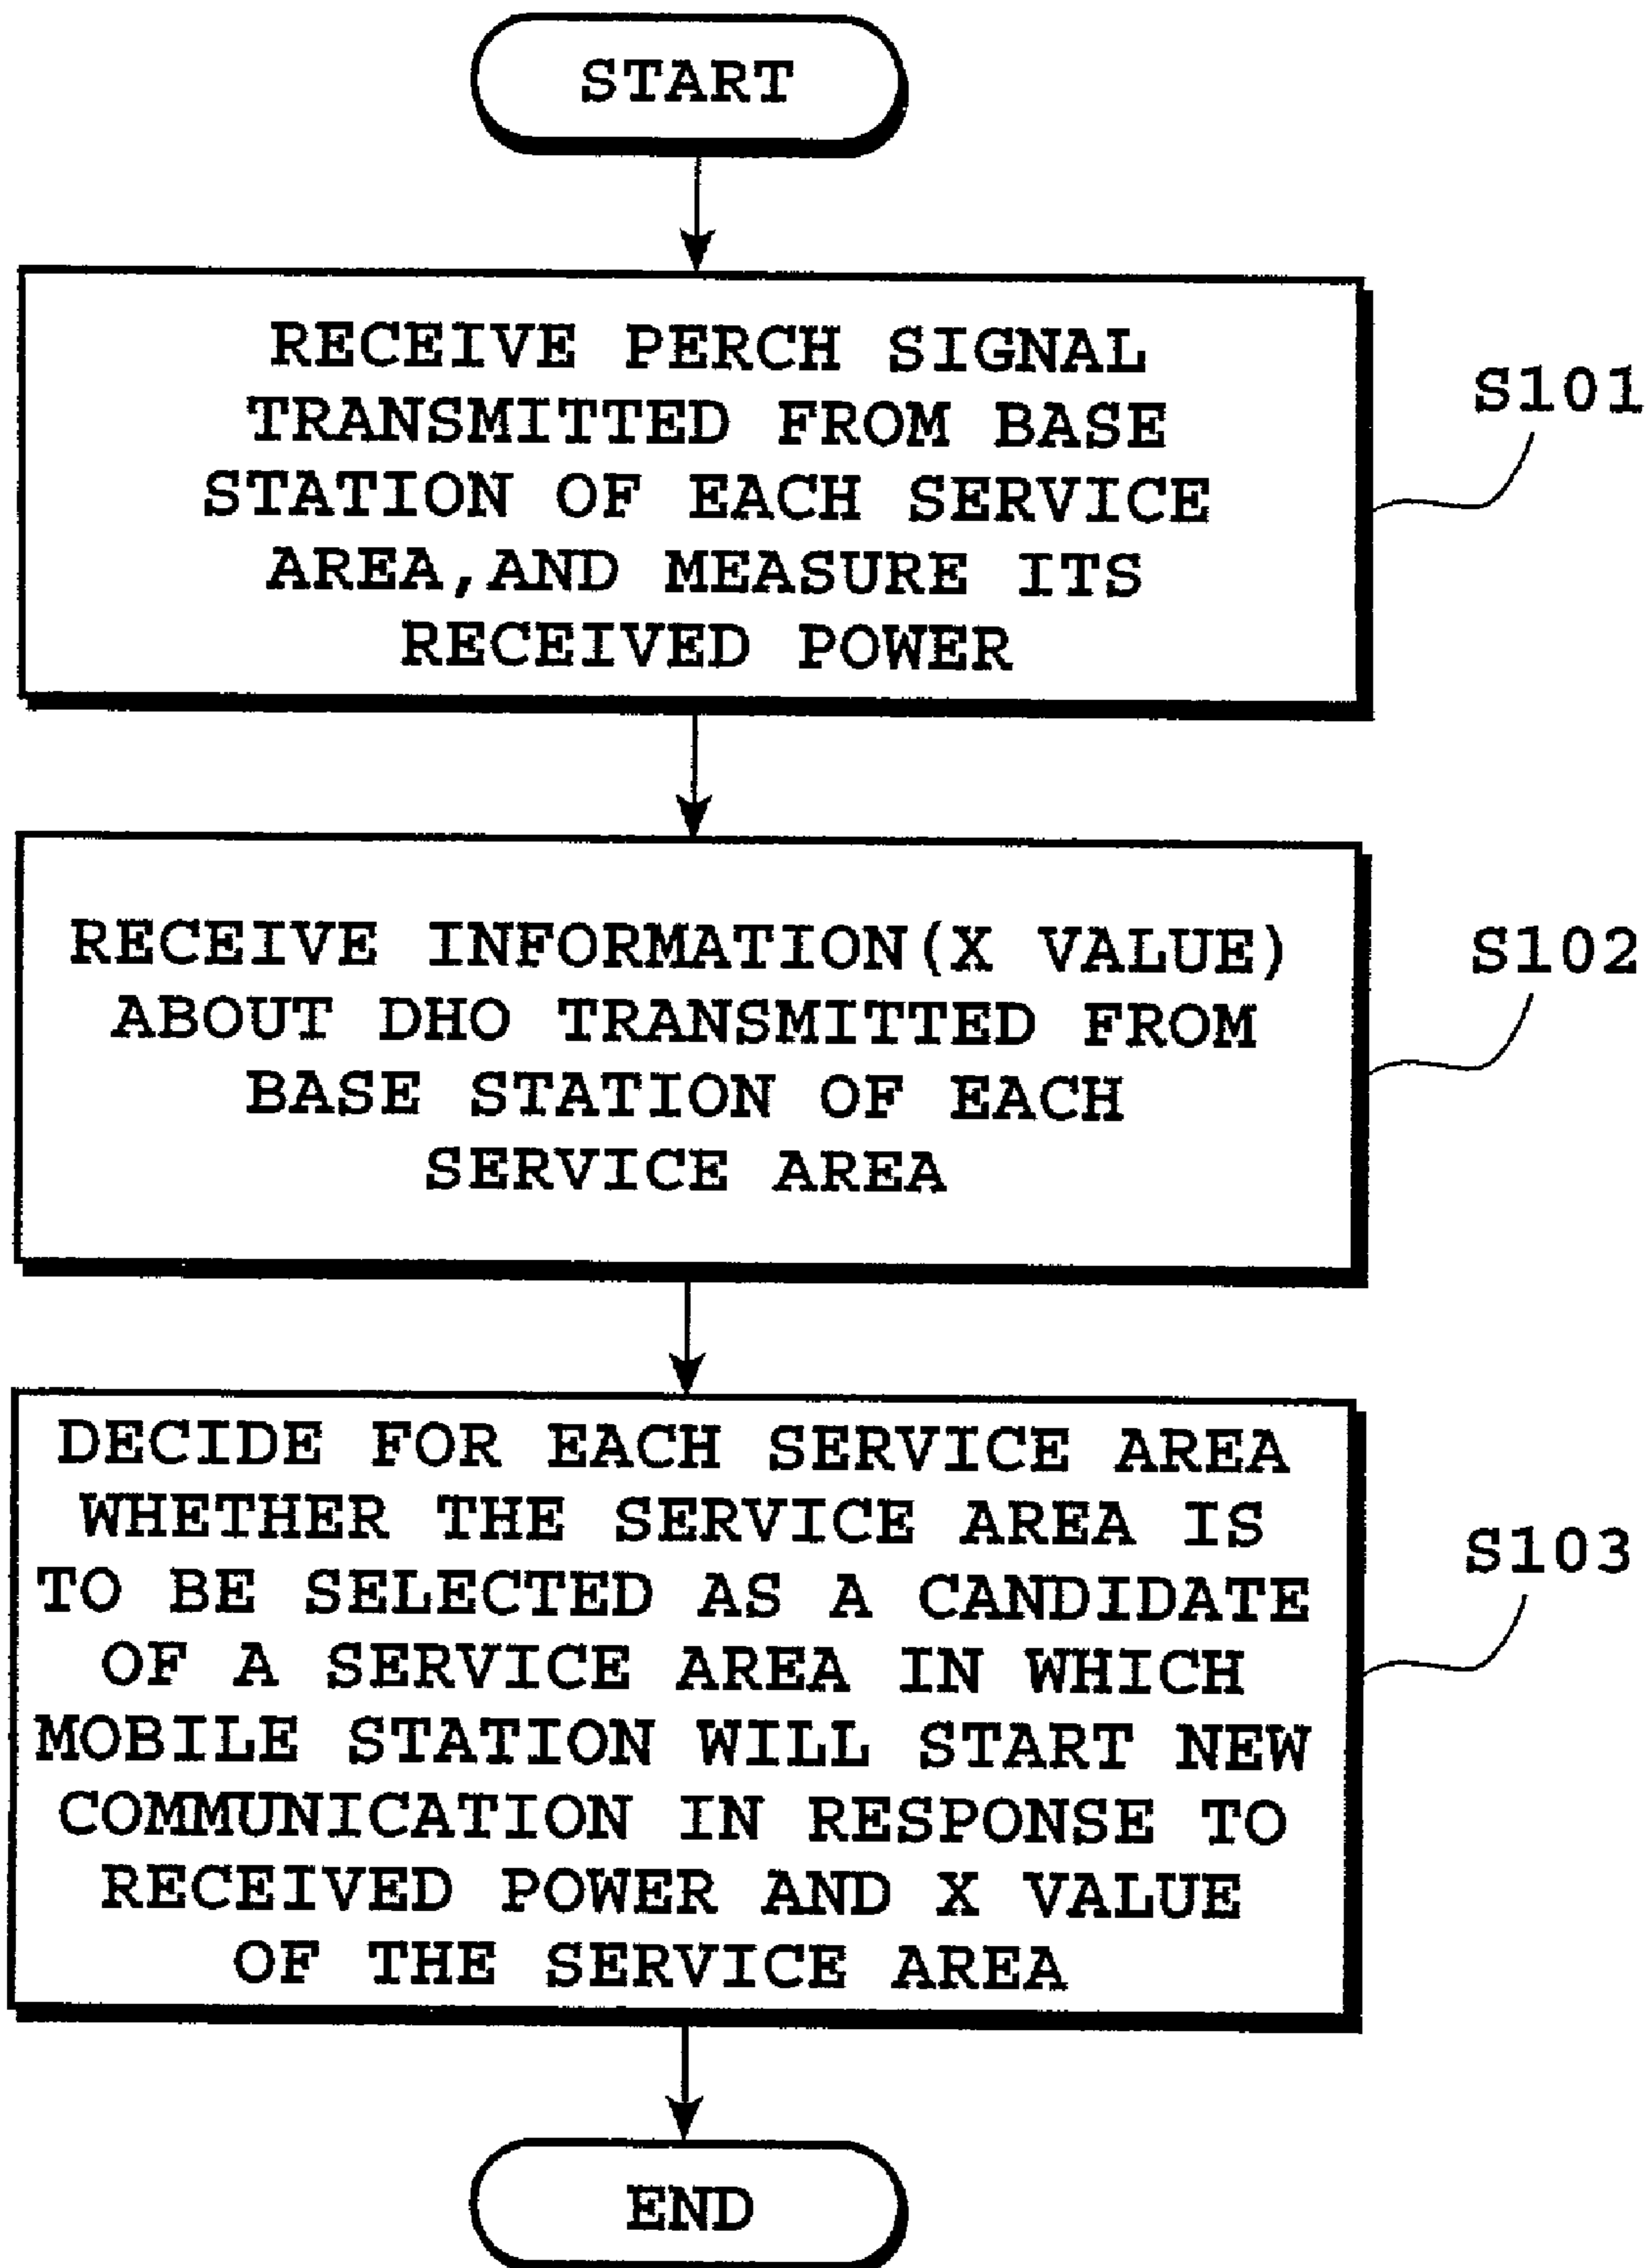 START
RECEIVE PERCH SIGNAL
TRANSMITTED FROM BASE
STATION OF EACH SERVICE
AREA,AND MEASURE ITS
RECEIVED POWER
S101
RECEIVE INFORMATION(X VALUE)
ABOUT DHO TRANSMITTED FROM
BASE STATION OF EACH
SERVICE AREA
S102
DECIDE FOR EACH SERVICE AREA
WHETHER THE SERVICE AREA IS
TO BE SELECTED AS A CANDIDATE
OF A SERVICE AREA IN WHICH
MOBILE STATION WILL START NEW
COMMUNICATION IN RESPONSE TO
RECEIVED POWER AND X VALUE
OF THE SERVICE AREA
S103
END